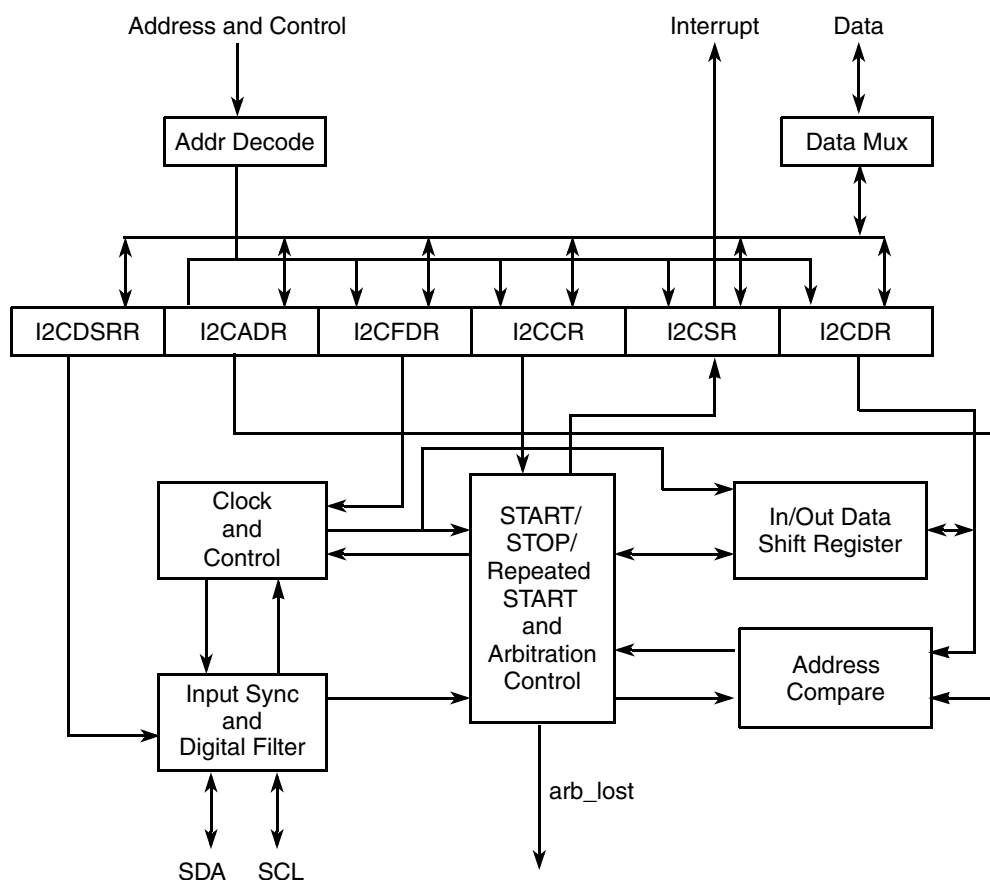 Address and Control
Interrupt
Data
Addr Decode
Data Mux
I2CDSRR
I2CADR
I2CFDR
I2CCR
I2CSR
I2CDR
Clock
and
Control
START/
STOP/
Repeated
START
and
Arbitration
Control
In/Out Data
Shift Register
Input Sync
and
Digital Filter
Address
Compare
arb_lost
SDA
SCL